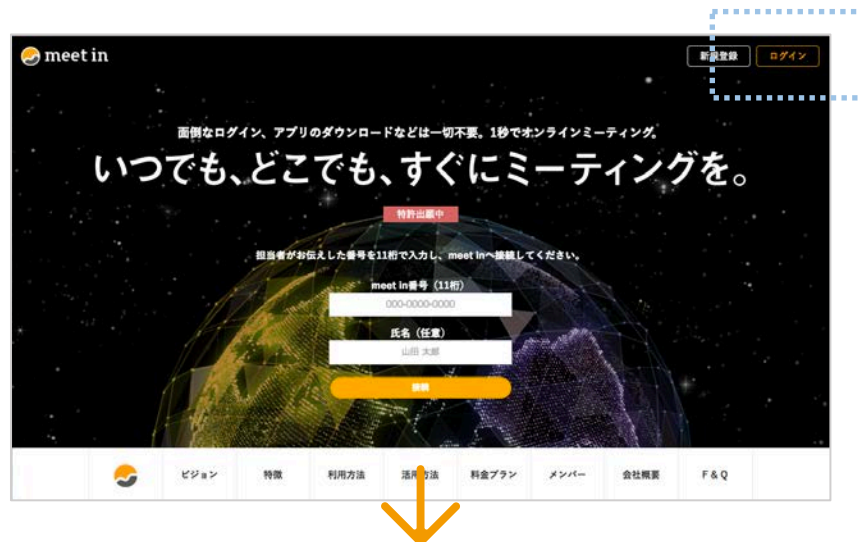 meet in
新規登録
ログイン
面倒なログイン、アプリのダウンロードなどは一切不要。1秒でオンラインミーティング。
いつでも、どこでも、すぐにミーティングを。
特許出願中
担当者がお伝えした番号を11桁で入力し、meet inへ接続してください。
meet in番号（11桁）
000-0000-0000
氏名（任意）
山田 太郎
接続
ビジョン
特徴
利用方法
活用方法
料金プラン
メンバー
会社概要
F & Q